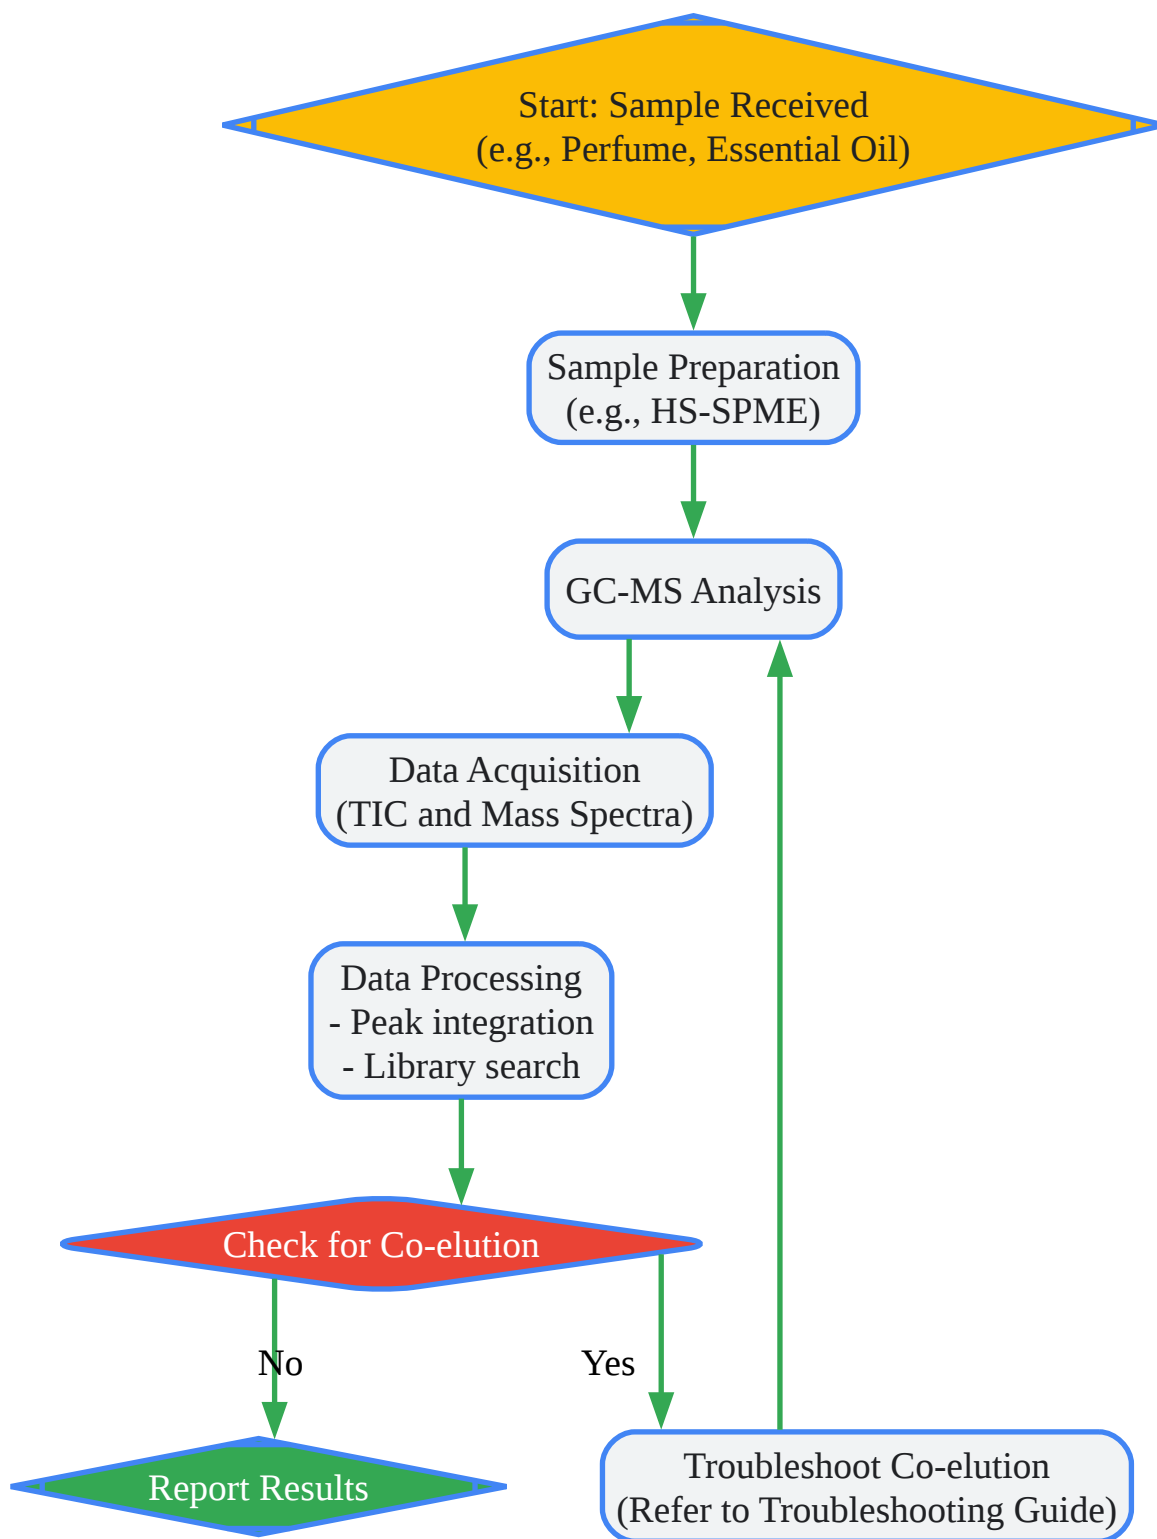 Start: Sample Received
(e.g., Perfume, Essential Oil)
Sample Preparation
(e.g., HS-SPME)
GC-MS Analysis
Data Acquisition
(TIC and Mass Spectra)
Data Processing
- Peak integration
- Library search
Check for Co-elution
No
Yes
Report Results
Troubleshoot Co-elution
(Refer to Troubleshooting Guide)